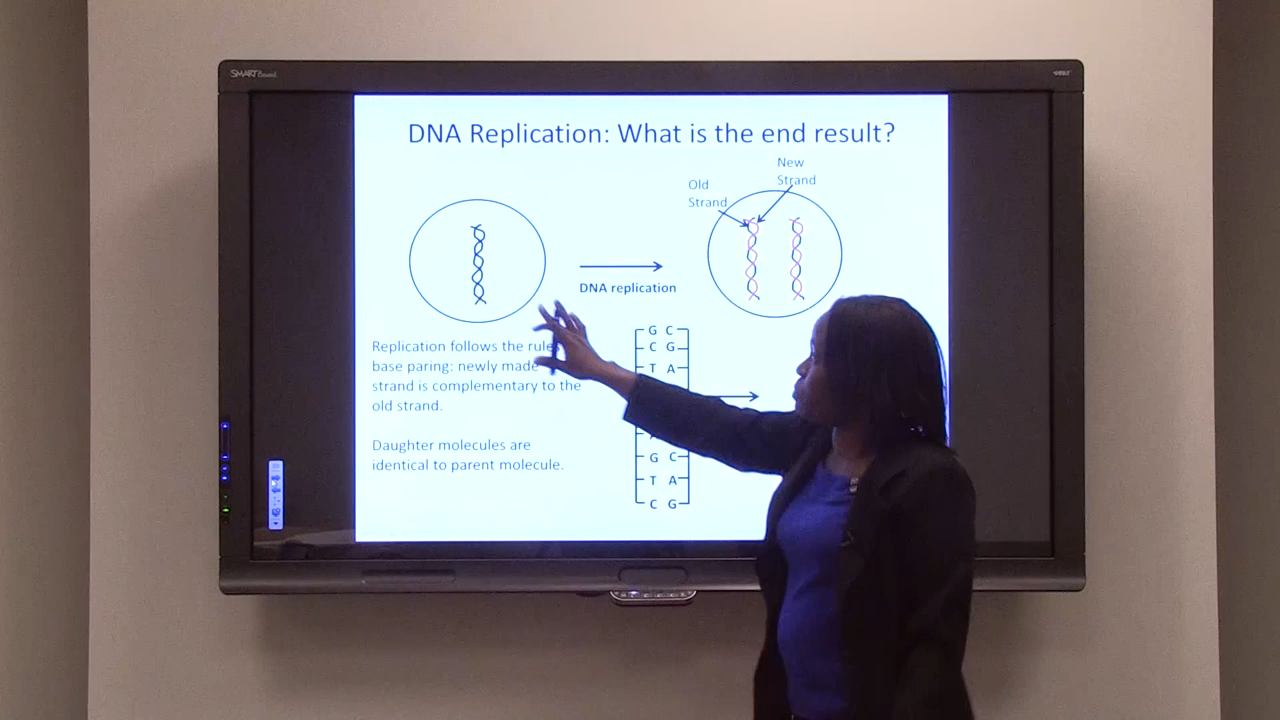 SMART Board
DNA Replication: What is the end result?
New
Strand
Old
Strand
DNA replication
Replication follows the rules
base paring: newly made
strand is complementary to the
old strand.
Daughter molecules are
identical to parent molecule.
G C
C G
T A
G C
T A
C G